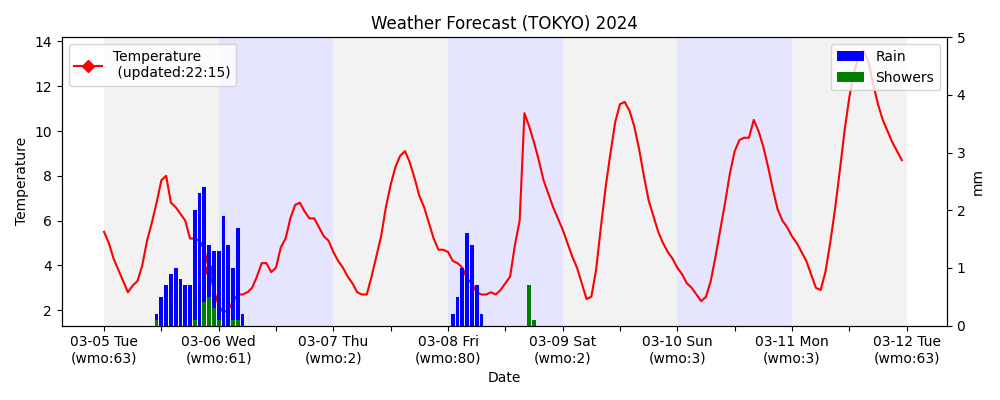 Weather Forecast (TOKYO) 2024
Temperature
(updated:22:15)
Rain
Showers
14
12
10
8
6
4
2
Temperature
5
4
3
2
1
0
mm
03-05 Tue
(wmo:63)
03-06 Wed
(wmo:61)
03-07 Thu
(wmo:2)
03-08 Fri
(wmo:80)
03-09 Sat
(wmo:2)
03-10 Sun
(wmo:3)
03-11 Mon
(wmo:3)
03-12 Tue
(wmo:63)
Date